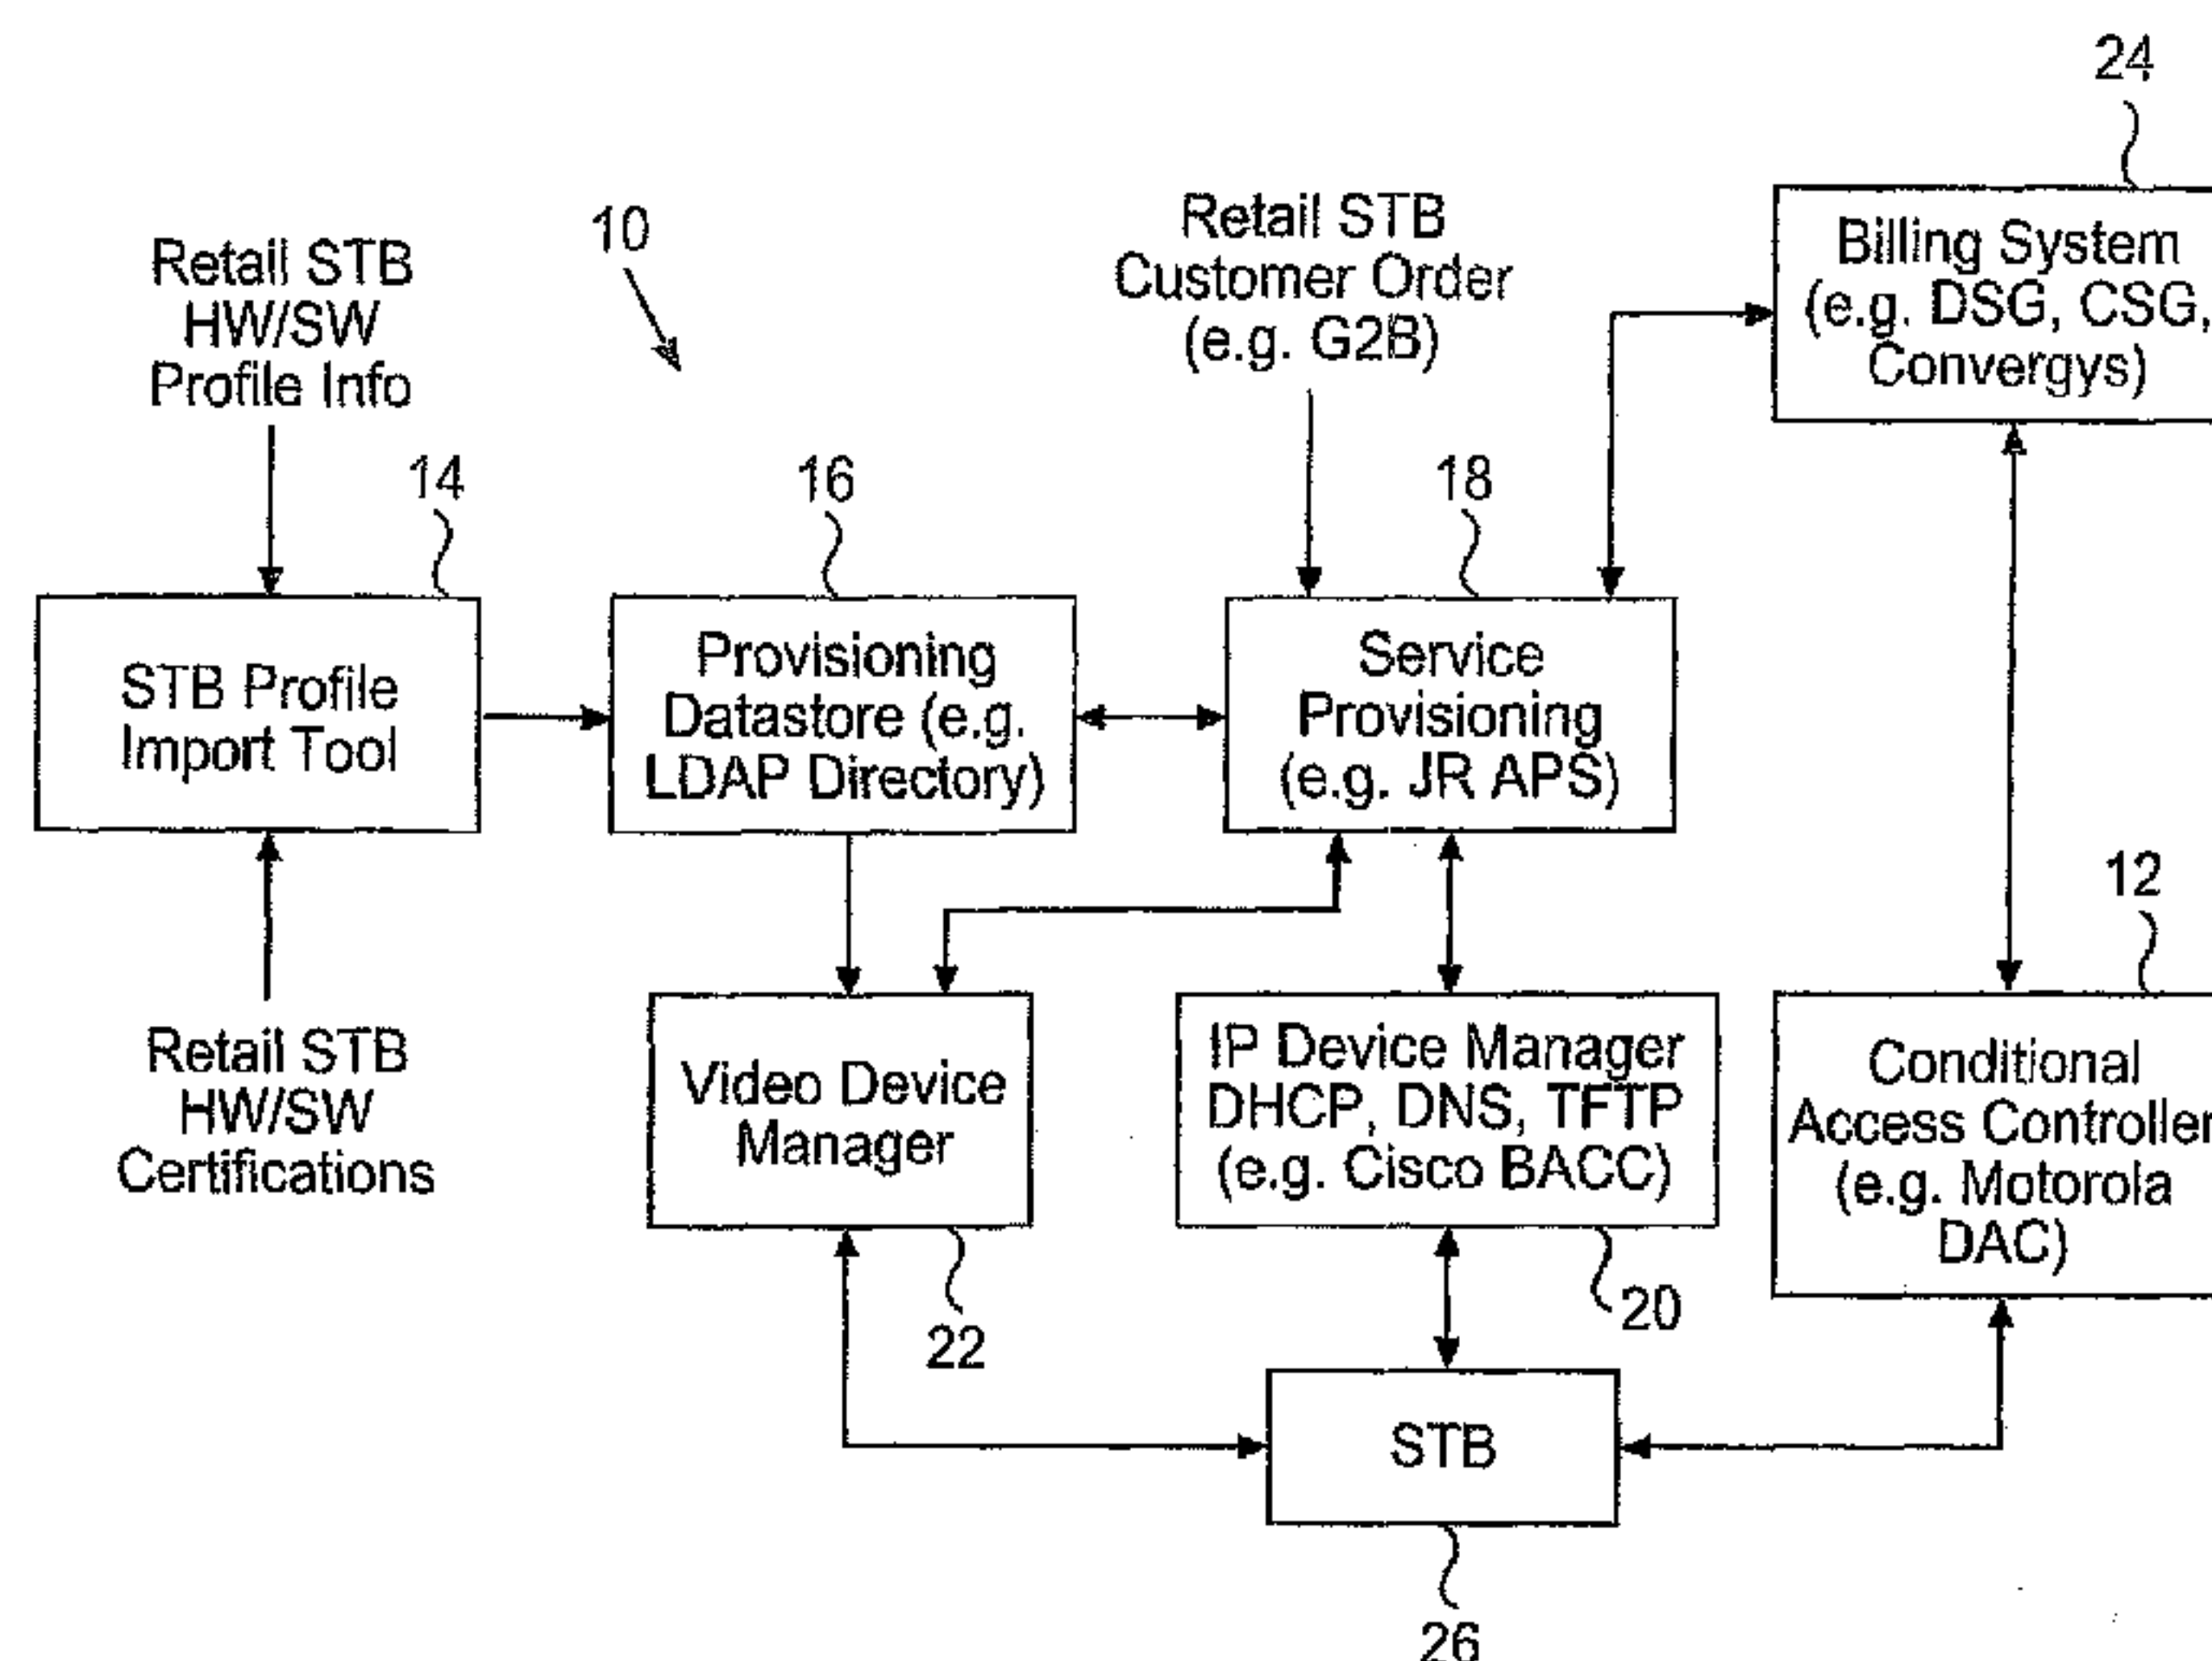 24
Retail STB
HW/SW
Profile Info
10
Retail STB
Customer Order
(e.g. G2B)
Billing System
(e.g. DSG, CSG,
Convergys)
14
16
18
STB Profile
Import Tool
Provisioning
Datastore (e.g.
LDAP Directory)
Service
Provisioning
(e.g. JR APS)
12
Retail STB
HW/SW
Certifications
Video Device
Manager
IP Device Manager
DHCP, DNS, TFTP
(e.g. Cisco BACC)
Conditional
Access Controller
(e.g. Motorola
DAC)
22
20
STB
26